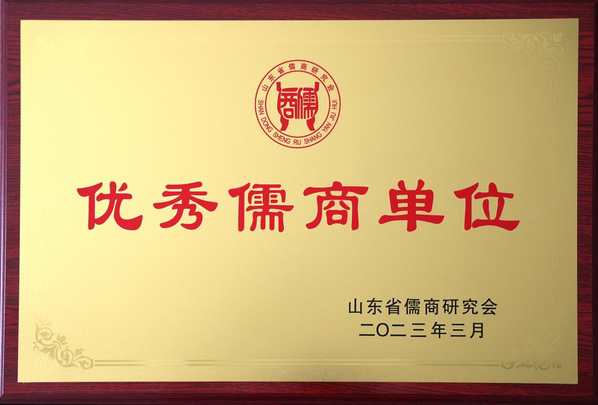 山东省儒商研究会
商儒
SHAN DONG SHENG RU SHANG YAN JIU HUI
优秀儒商单位
山东省儒商研究会
二〇二三年三月